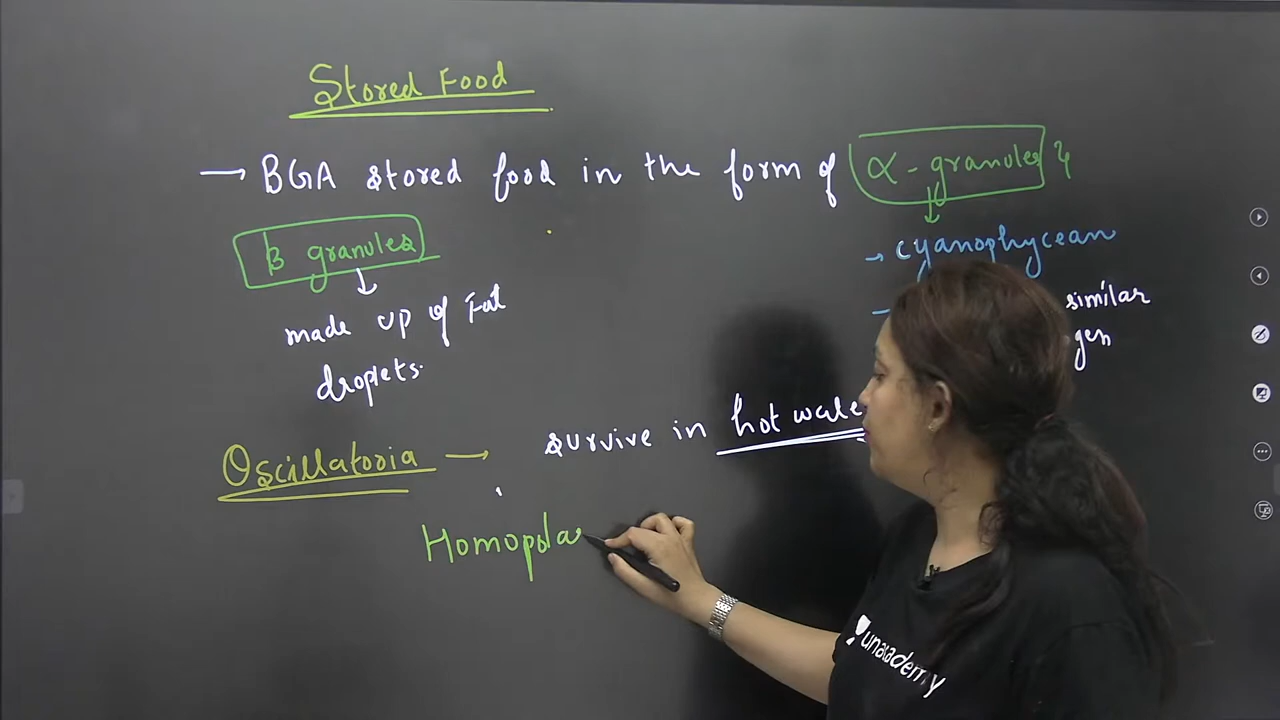 Stored Food
→ BGA stored food in the form of α-granules &
β granules
→ cyanophycean
made up of Fat
similar
droplets.
gen
survive in hot wate
Oscillatoria →
Homopola
unacademy